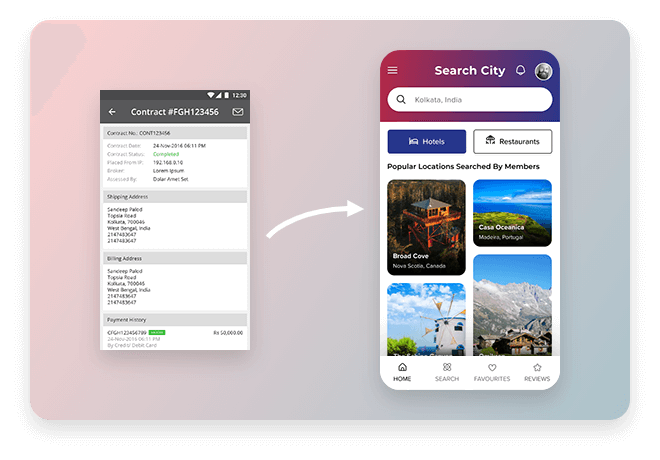 12:30
Contract #FGH123456
Contract No.: CONT123456
Contract Date: 24-Nov-2016 06:11 PM
Contract Status: Completed
Placed From IP: 192.168.0.10
Broker: Lorem Ipsum
Accessed By: Dolar Amet Set
Shipping Address
Sandeep Palod
Topsia Road
Kolkata, 700046
West Bengal, India
2147483647
2147483647
Billing Address
Sandeep Palod
Topsia Road
Kolkata, 700046
West Bengal, India
2147483647
2147483647
Payment History
CFGH123456789 Rs 50,000.00
24-Nov-2016 06:11 PM
By Credit/ Debit Card
Search City
Kolkata, India
Hotels
Restaurants
Popular Locations Searched By Members
Broad Cove
Nova Scotia, Canada
Casa Oceanica
Madeira, Portugal
HOME SEARCH FAVOURITES REVIEWS